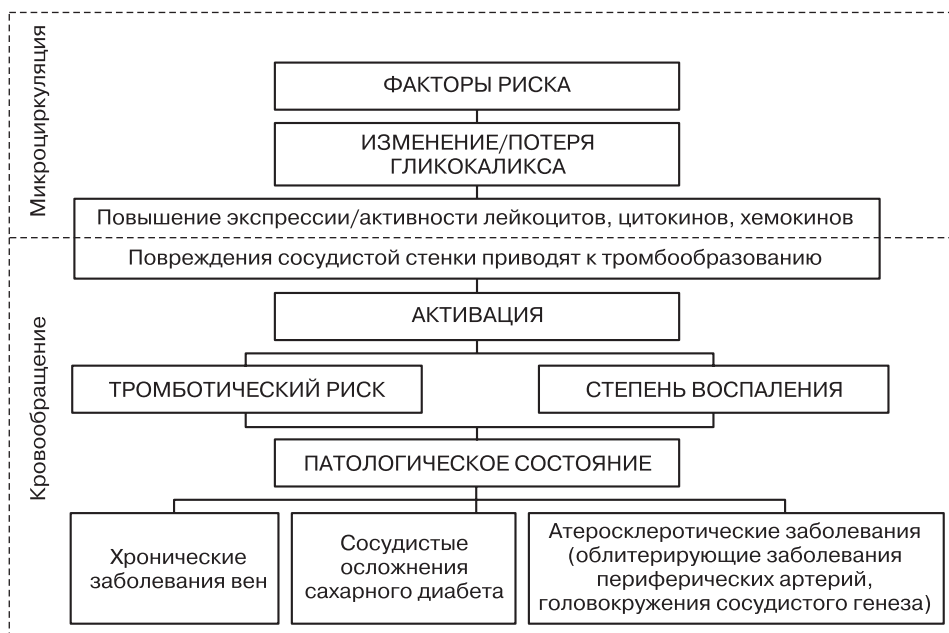 Микроциркуляция
ФАКТОРЫ РИСКА
ИЗМЕНЕНИЕ/ПОТЕРЯ
ГЛИКОКАЛИКСА
Повышение экспрессии/активности лейкоцитов, цитокинов, хемокинов
Кровообращение
Повреждения сосудистой стенки приводят к тромбообразованию
АКТИВАЦИЯ
ТРОМБОТИЧЕСКИЙ РИСК
СТЕПЕНЬ ВОСПАЛЕНИЯ
ПАТОЛОГИЧЕСКОЕ СОСТОЯНИЕ
Хронические
заболевания вен
Сосудистые
осложнения
сахарного диабета
Атеросклеротические заболевания
(облитерирующие заболевания
периферических артерий,
головокружения сосудистого генеза)